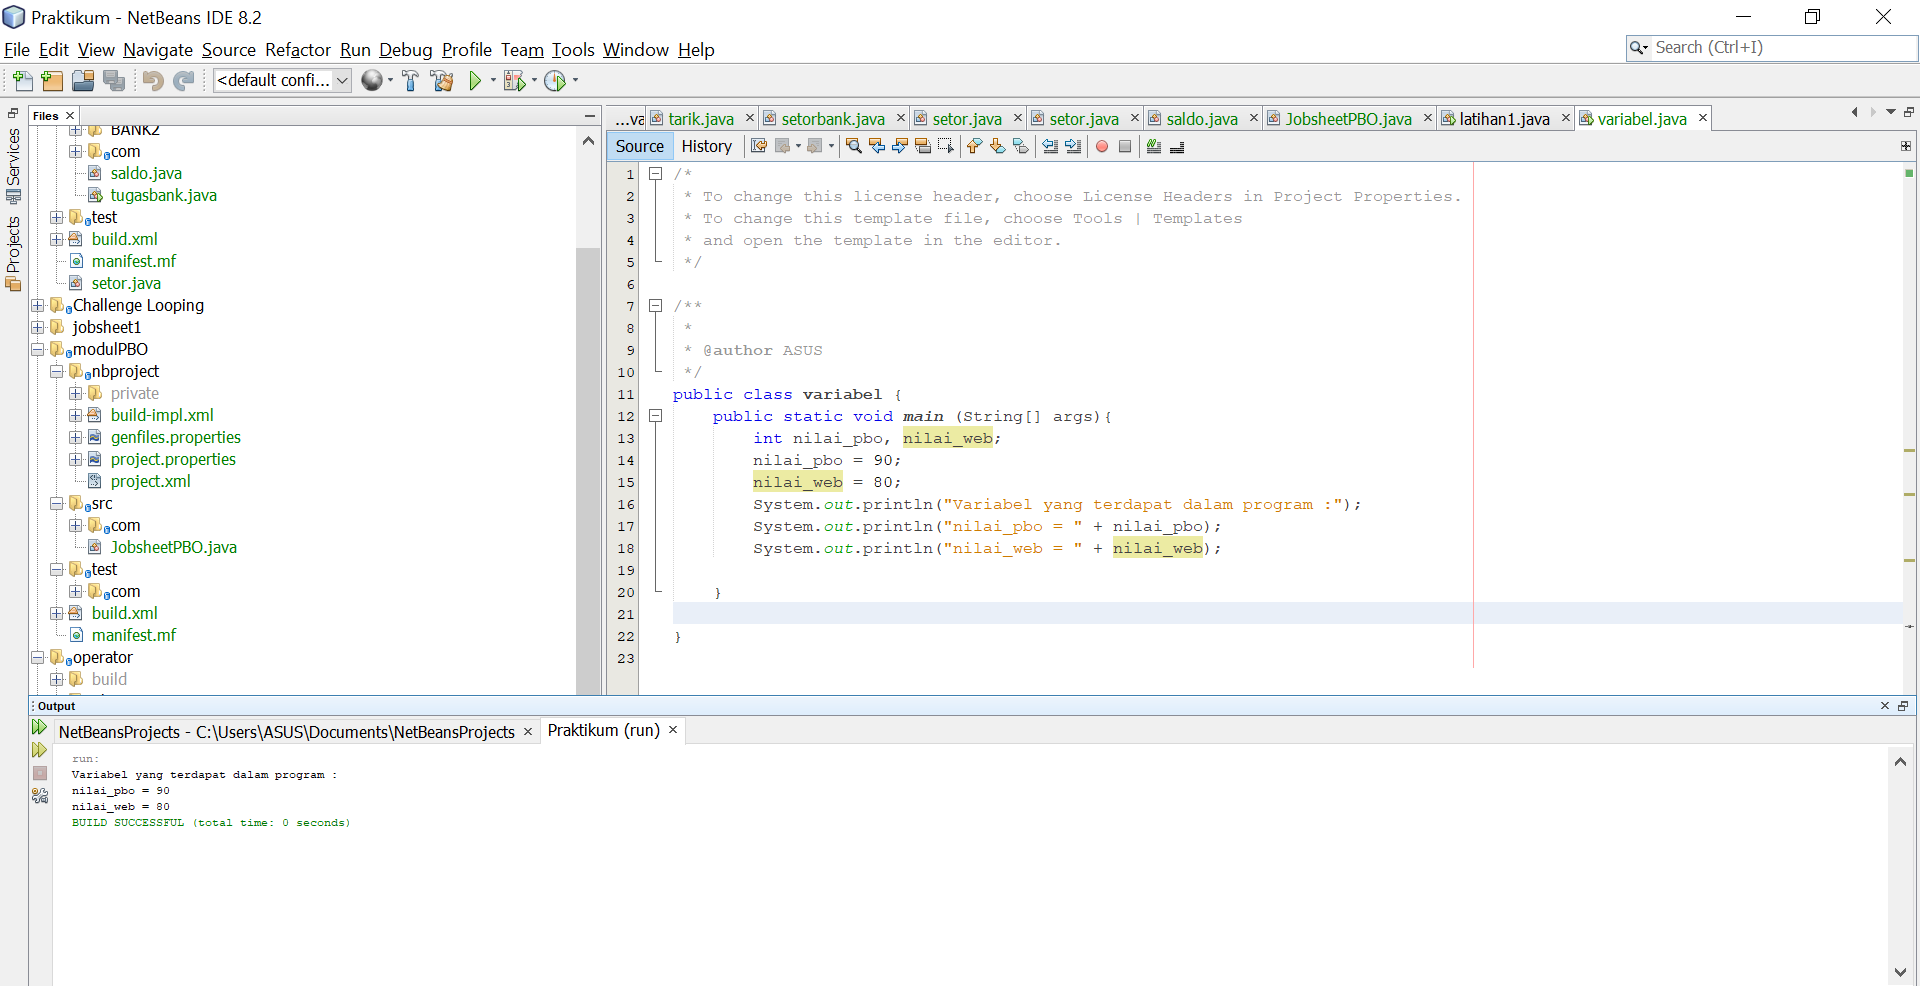 Praktikum - NetBeans IDE 8.2
File Edit View Navigate Source Refactor Run Debug Profile Team Tools Window Help
Search (Ctrl+I)
<default confi...
Services
Projects
Files
BANK2
com
saldo.java
tugasbank.java
test
build.xml
manifest.mf
setor.java
Challenge Looping
jobsheet1
modulPBO
nbproject
private
build-impl.xml
genfiles.properties
project.properties
project.xml
src
com
JobsheetPBO.java
test
com
build.xml
manifest.mf
operator
build
...va tarik.java setorbank.java setor.java setor.java saldo.java JobsheetPBO.java latihan1.java variabel.java
Source History
1 /*
2 * To change this license header, choose License Headers in Project Properties.
3 * To change this template file, choose Tools | Templates
4 * and open the template in the editor.
5 */
6
7 /**
8 *
9 * @author ASUS
10 */
11 public class variabel {
12 public static void main (String[] args){
13 int nilai_pbo, nilai_web;
14 nilai_pbo = 90;
15 nilai_web = 80;
16 System.out.println("Variabel yang terdapat dalam program :");
17 System.out.println("nilai_pbo = " + nilai_pbo);
18 System.out.println("nilai_web = " + nilai_web);
19
20 }
21
22 }
23
Output
NetBeansProjects - C:\Users\ASUS\Documents\NetBeansProjects Praktikum (run)
run:
Variabel yang terdapat dalam program :
nilai_pbo = 90
nilai_web = 80
BUILD SUCCESSFUL (total time: 0 seconds)